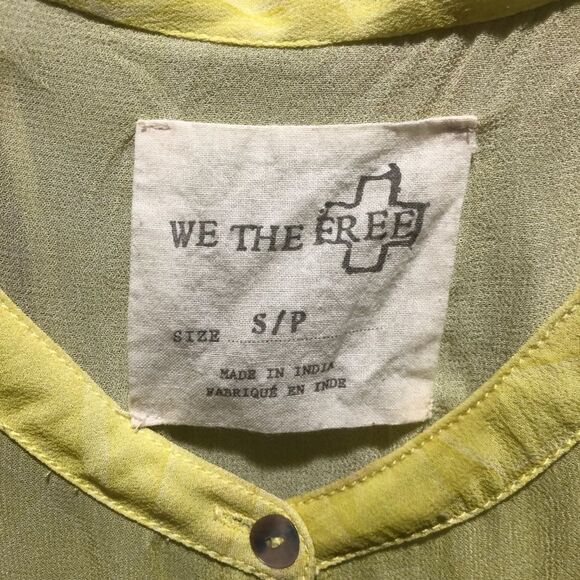 WE THE FREE
SIZE S/P
MADE IN INDIA
FABRIQUÉ EN INDE